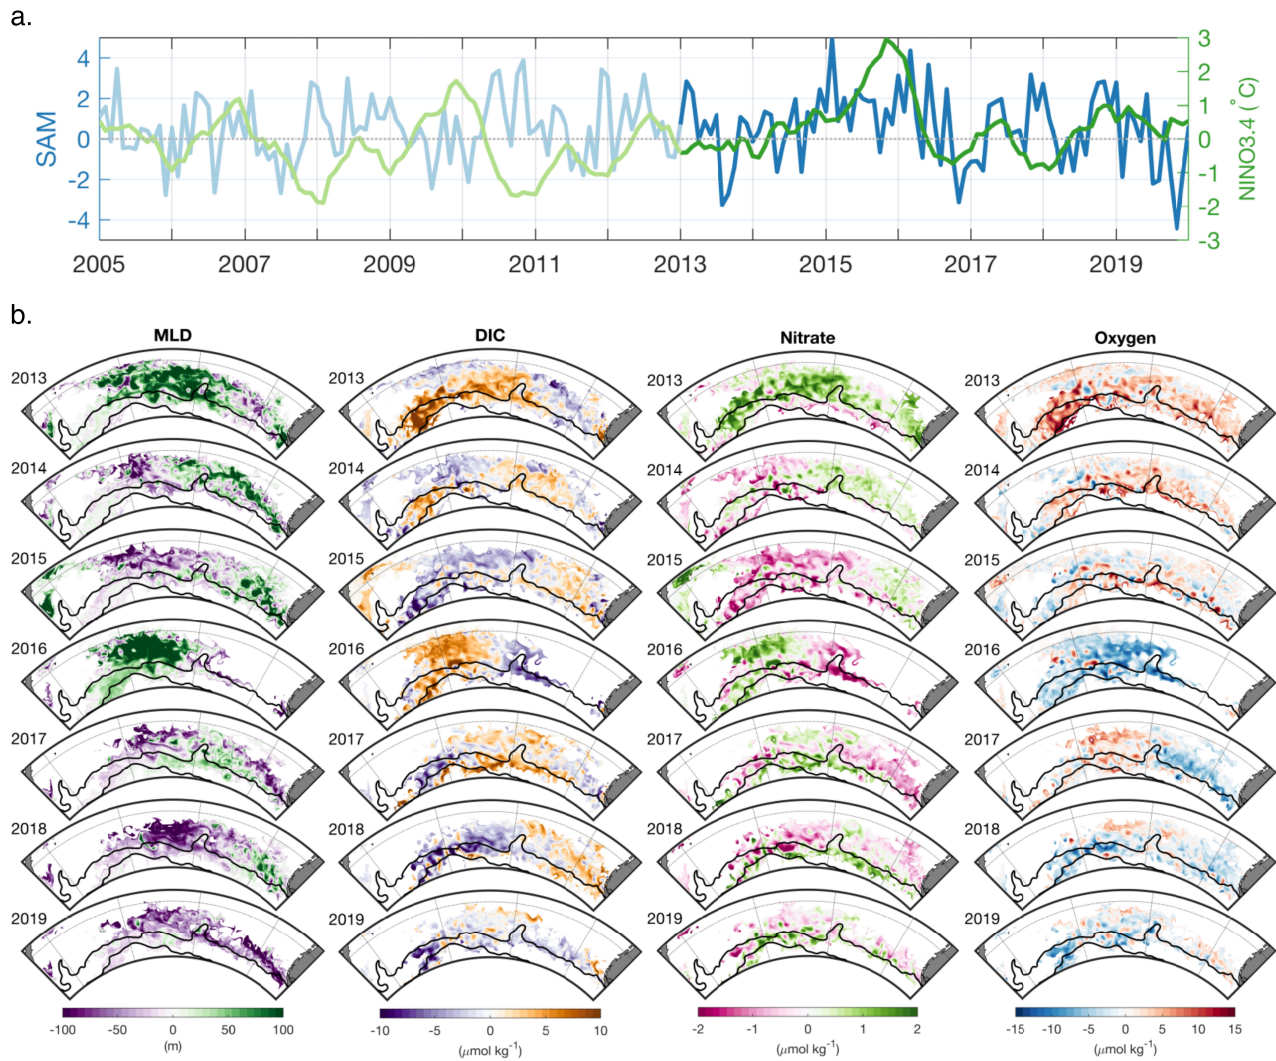 a.
SAM
4
2
0
-2
-4
3
2
1
0
-1
-2
-3
NINO3.4 (°C)
2005 2007 2009 2011 2013 2015 2017 2019
b.
MLD DIC Nitrate Oxygen
2013 2013 2013 2013
2014 2014 2014 2014
2015 2015 2015 2015
2016 2016 2016 2016
2017 2017 2017 2017
2018 2018 2018 2018
2019 2019 2019 2019
-100 -50 0 50 100 -10 -5 0 5 10 -2 -1 0 1 2 -15 -10 -5 0 5 10 15
(m) (μmol kg⁻¹) (μmol kg⁻¹) (μmol kg⁻¹)